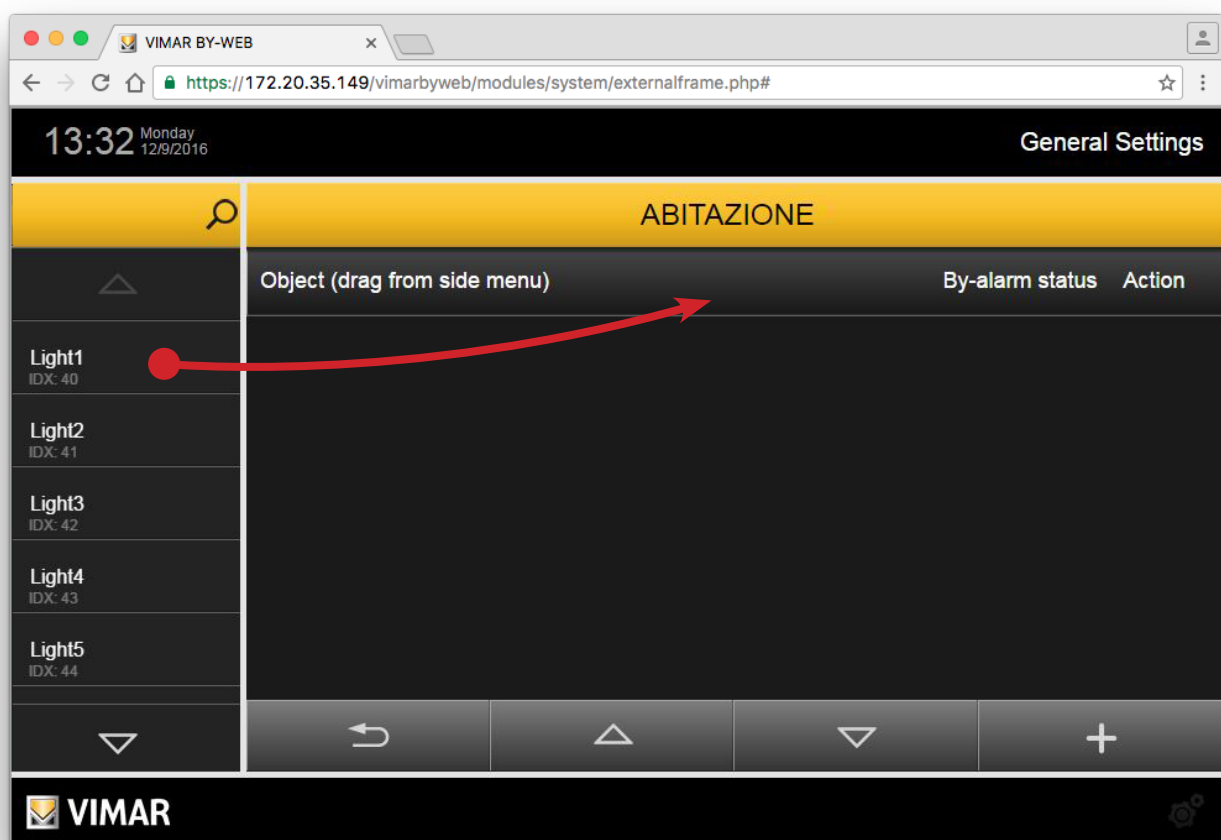 VIMAR BY-WEB
https://172.20.35.149/vimarbyweb/modules/system/externalframe.php#
13:32 Monday
12/9/2016
General Settings
ABITAZIONE
Object (drag from side menu) By-alarm status Action
Light1
IDX: 40
Light2
IDX: 41
Light3
IDX: 42
Light4
IDX: 43
Light5
IDX: 44
VIMAR